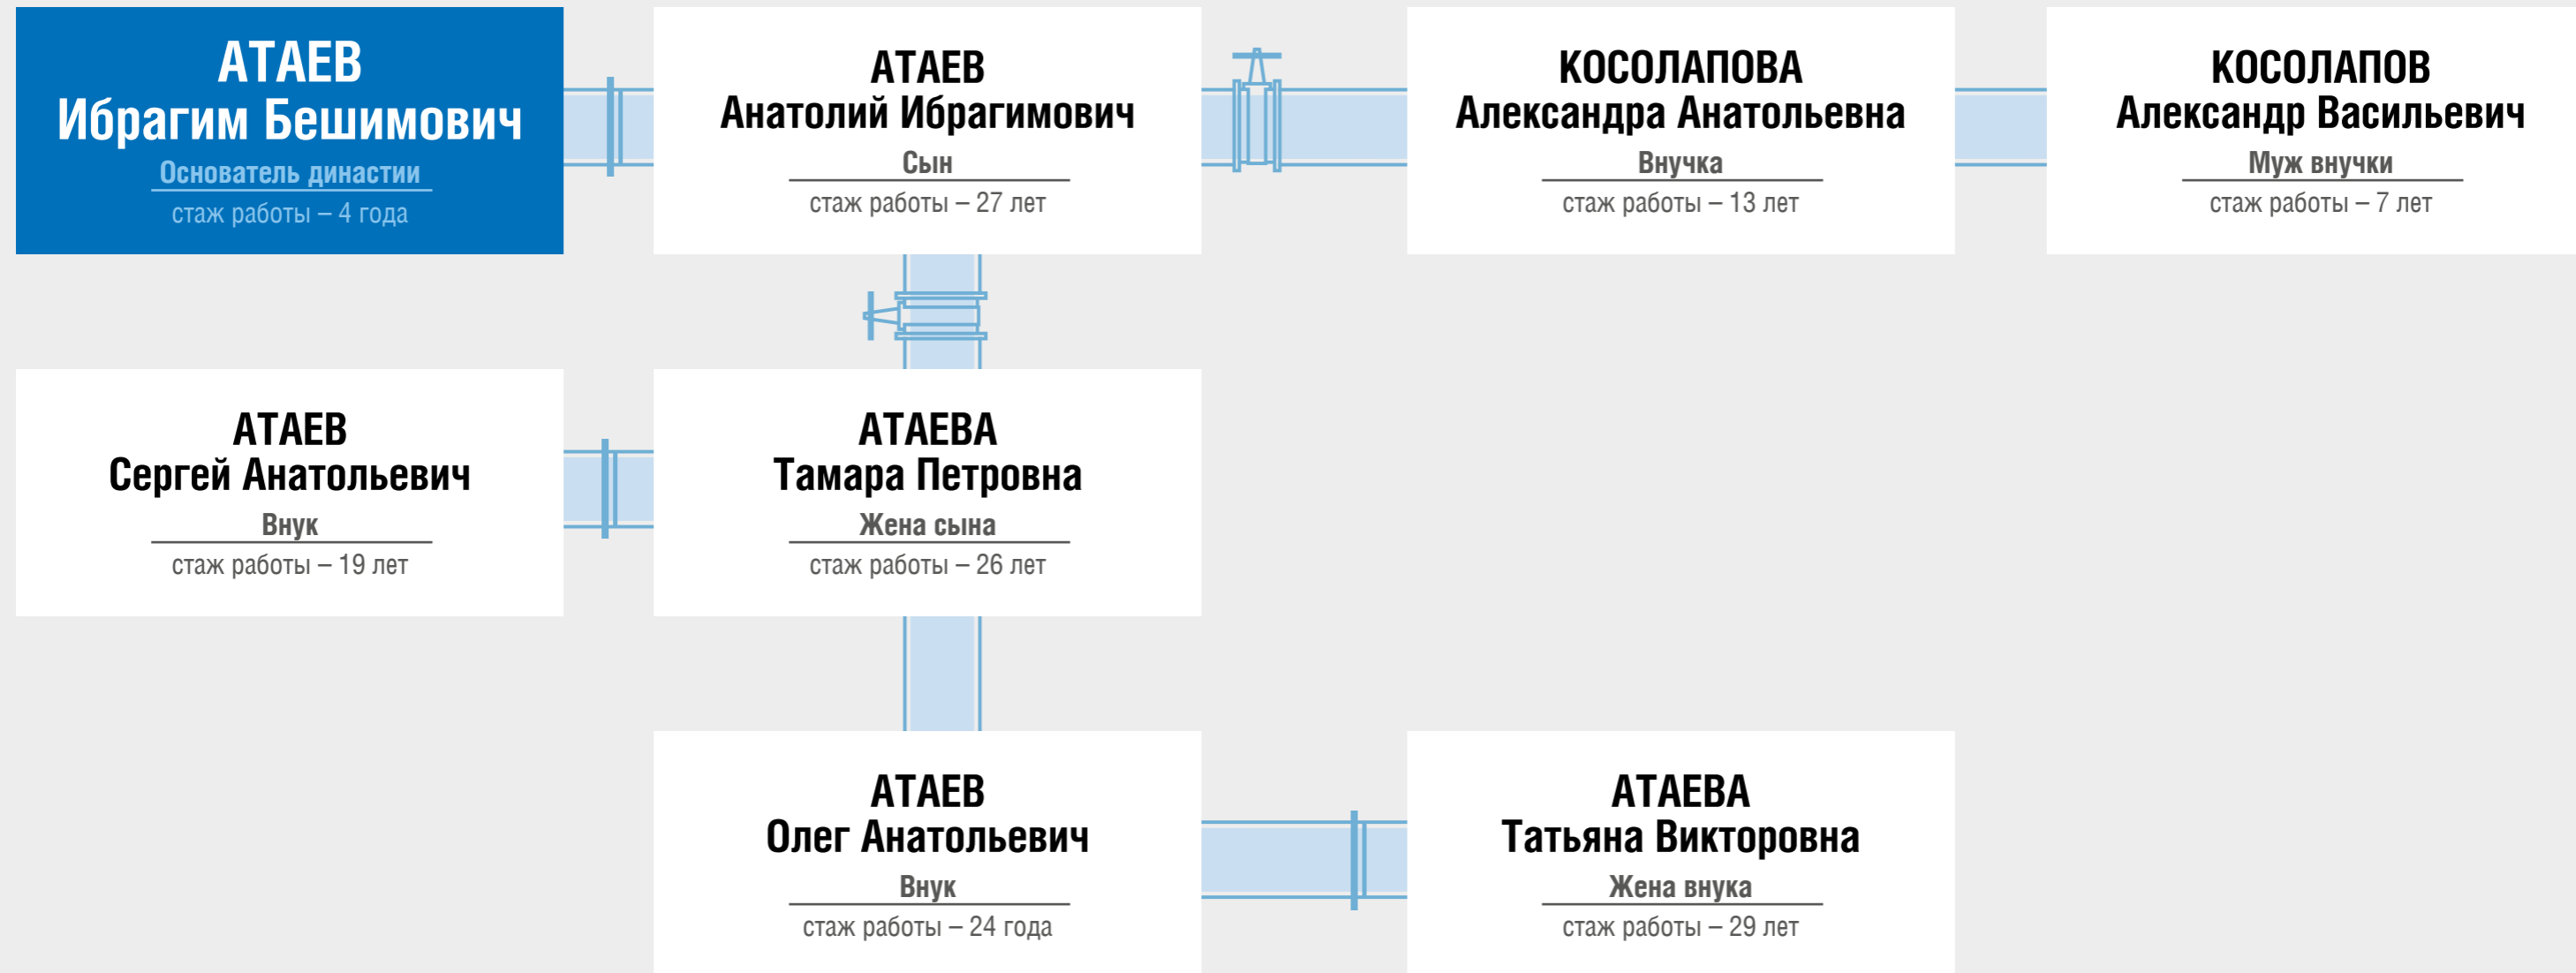 АТАЕВ
Ибрагим Бешимович
Основатель династии
стаж работы – 4 года
АТАЕВ
Анатолий Ибрагимович
Сын
стаж работы – 27 лет
КОСОЛАПОВА
Александра Анатольевна
Внучка
стаж работы – 13 лет
КОСОЛАПОВ
Александр Васильевич
Муж внучки
стаж работы – 7 лет
АТАЕВ
Сергей Анатольевич
Внук
стаж работы – 19 лет
АТАЕВА
Тамара Петровна
Жена сына
стаж работы – 26 лет
АТАЕВ
Олег Анатольевич
Внук
стаж работы – 24 года
АТАЕВА
Татьяна Викторовна
Жена внука
стаж работы – 29 лет